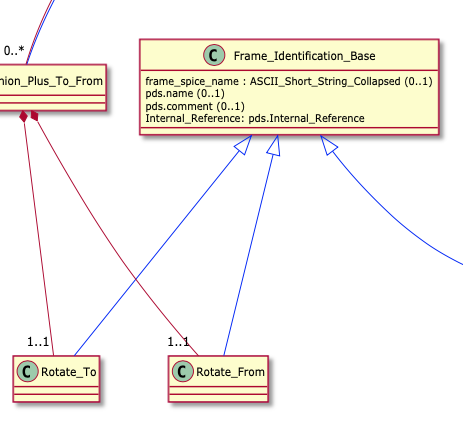 0..*
C Frame_Identification_Base
nion_Plus_To_From
frame_spice_name : ASCII_Short_String_Collapsed (0..1)
pds.name (0..1)
pds.comment (0..1)
Internal_Reference: pds.Internal_Reference
1..1
1..1
C Rotate_To
C Rotate_From